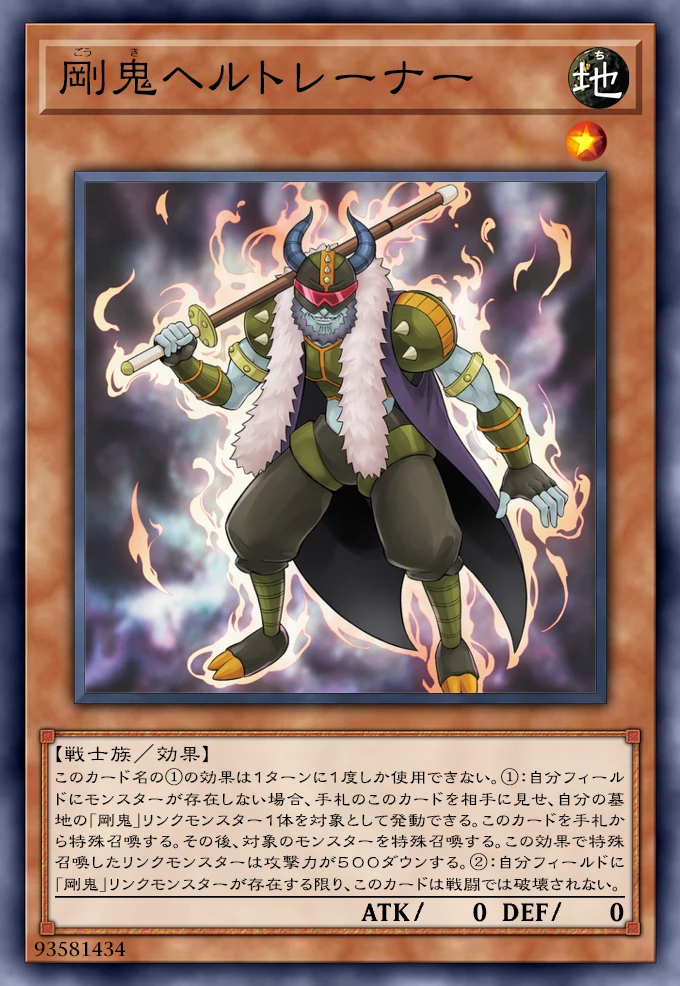 ごう き
剛鬼ヘルトレーナー
ち
地
【戦士族／効果】
このカード名の①の効果は１ターンに１度しか使用できない。①：自分フィール
ドにモンスターが存在しない場合、手札のこのカードを相手に見せ、自分の墓
地の「剛鬼」リンクモンスター１体を対象として発動できる。このカードを手札か
ら特殊召喚する。その後、対象のモンスターを特殊召喚する。この効果で特殊
召喚したリンクモンスターは攻撃力が５００ダウンする。②：自分フィールドに
「剛鬼」リンクモンスターが存在する限り、このカードは戦闘では破壊されない。
ATK/ 0 DEF/ 0
93581434